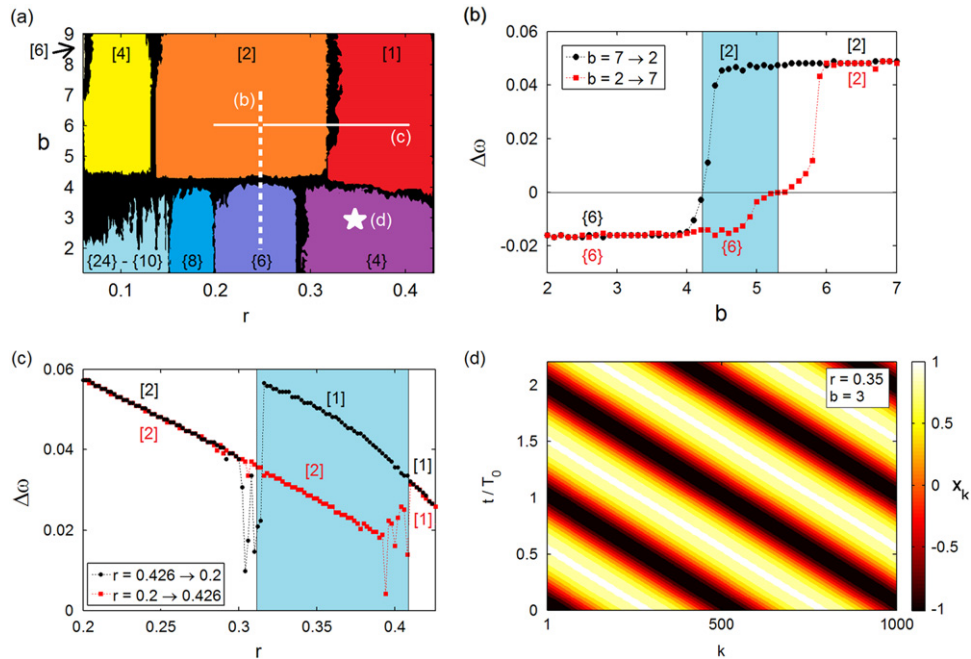 (a)
[6]
[4]
[2]
[1]
9
8
7
6
5
4
3
2
b
(b)
(c)
(d)
{24} - {10}
{8}
{6}
{4}
0.1
0.2
0.3
0.4
r
(b)
0.06
0.04
0.02
0
-0.02
Δω
b = 7 → 2
b = 2 → 7
[2]
[2]
[2]
{6}
{6}
{6}
2
3
4
5
6
7
b
(c)
0.06
0.04
0.02
0
Δω
[2]
[2]
[1]
[2]
[1]
[1]
r = 0.426 → 0.2
r = 0.2 → 0.426
0.2
0.25
0.3
0.35
0.4
r
(d)
2
1.5
1
0.5
0
t / T0
r = 0.35
b = 3
1
500
1000
k
1
0.5
0
-0.5
-1
xk